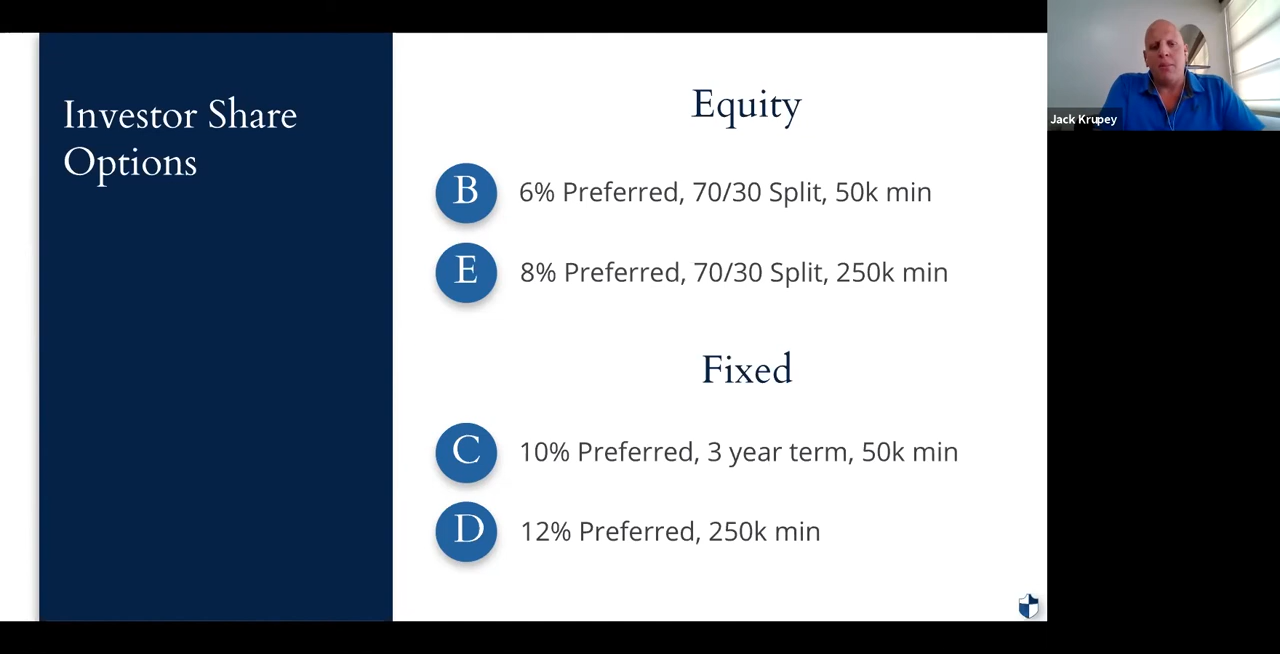 Investor Share
Options
Equity
B
6% Preferred, 70/30 Split, 50k min
E
8% Preferred, 70/30 Split, 250k min
Fixed
C
10% Preferred, 3 year term, 50k min
D
12% Preferred, 250k min
Jack Krupey